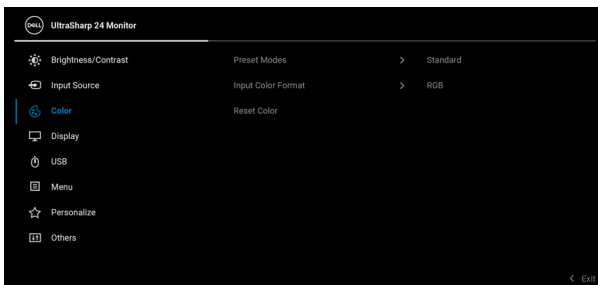 DELL UltraSharp 24 Monitor
Brightness/Contrast Preset Modes > Standard
Input Source Input Color Format > RGB
Color Reset Color
Display
USB
Menu
Personalize
Others
< Exit